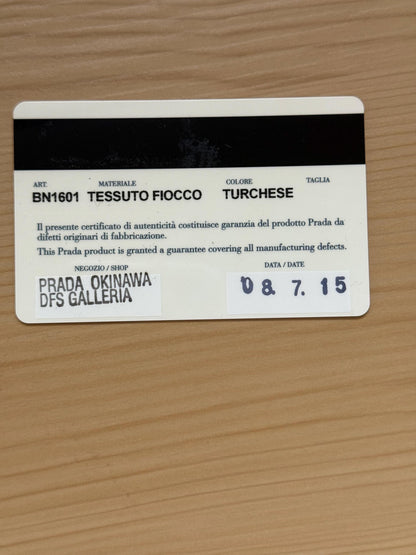 ART. MATERIALE COLORE TAGLIA
BN1601 TESSUTO FIOCCO TURCHESE
Il presente certificato di autenticità costituisce garanzia del prodotto Prada da
difetti originari di fabbricazione.
This Prada product is granted a guarantee covering all manufacturing defects.
NEGOZIO / SHOP DATA / DATE
PRADA OKINAWA
DFS GALLERIA
08. 7. 15